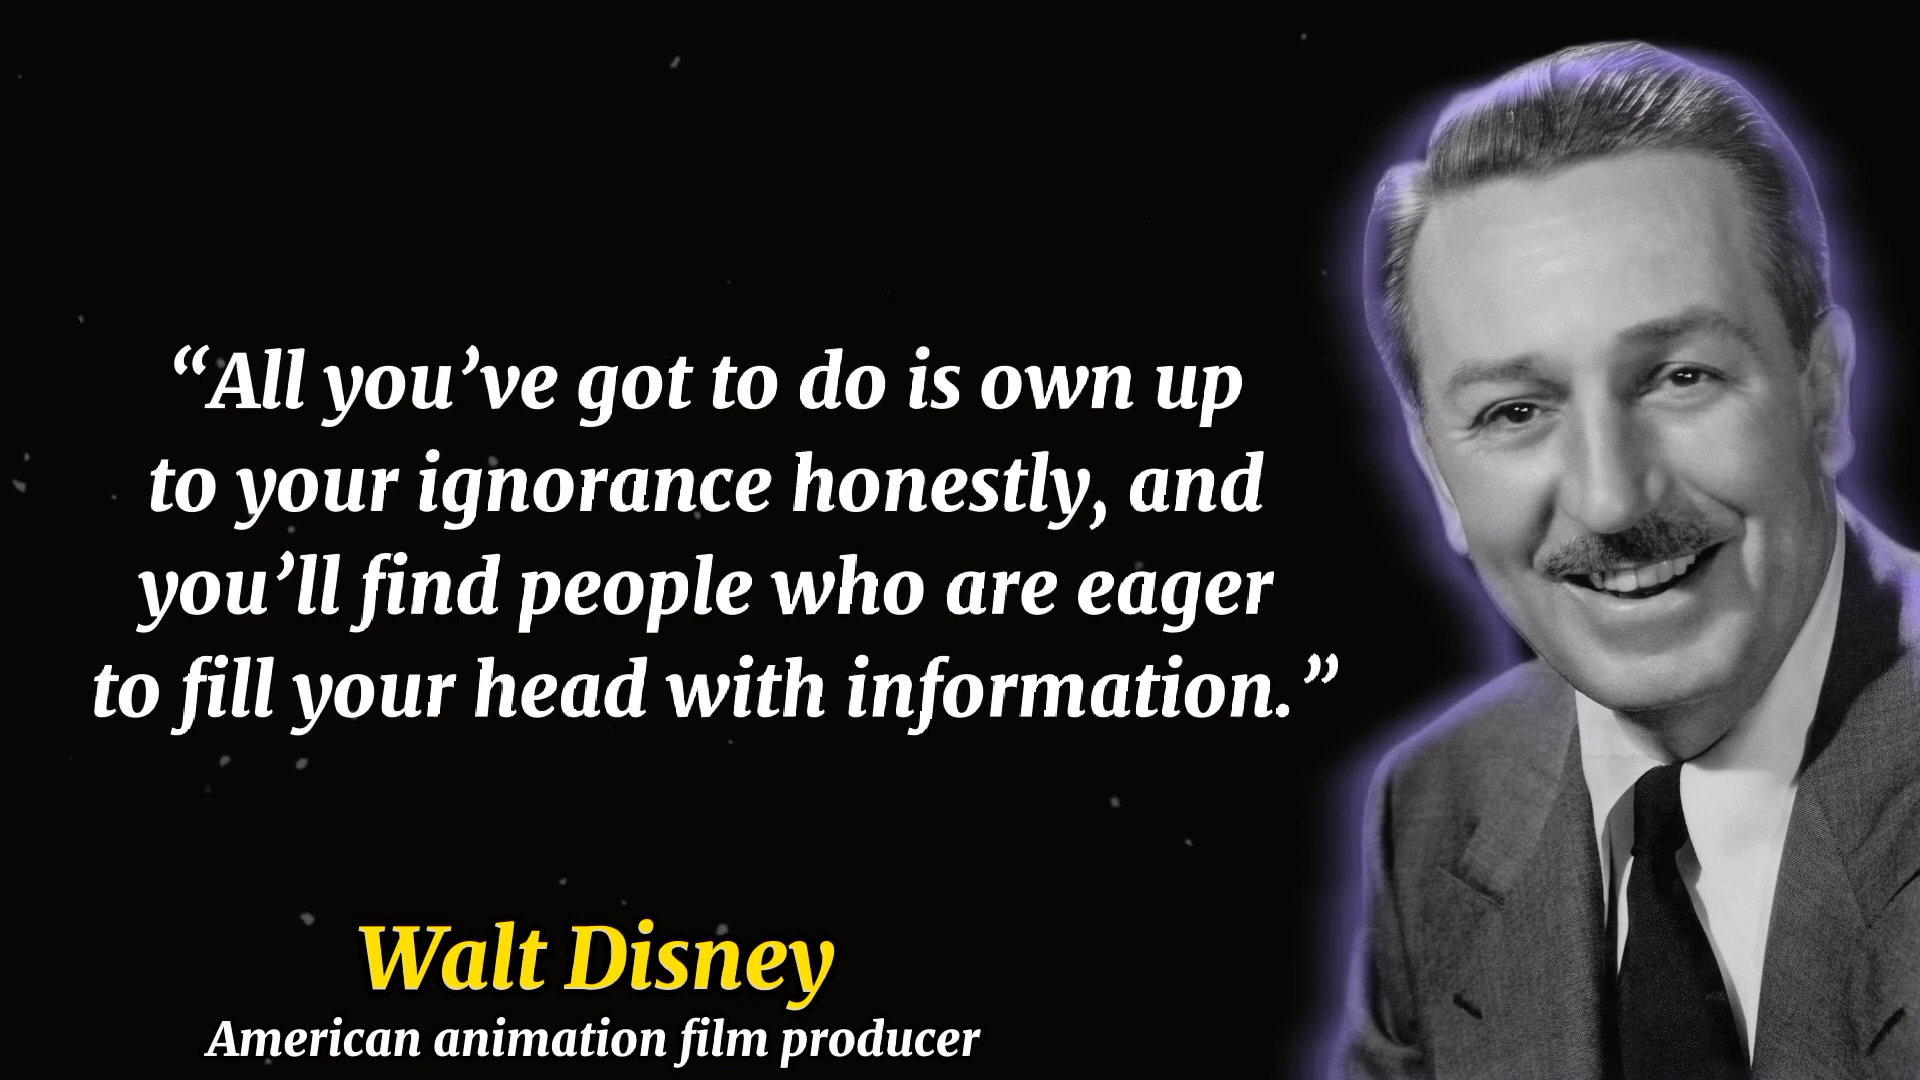 “All you’ve got to do is own up
to your ignorance honestly, and
you’ll find people who are eager
to fill your head with information.”
Walt Disney
American animation film producer